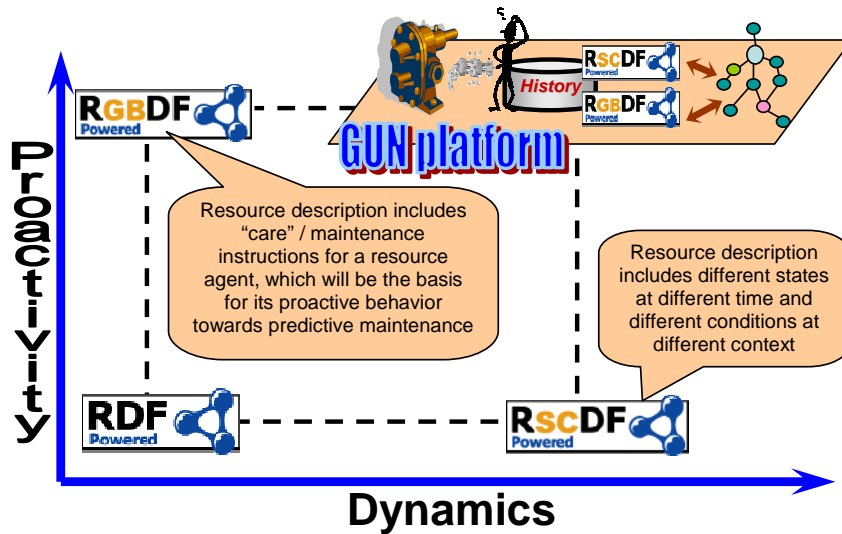 RSCDF
Powered
History
RGBDF
Powered
RGBDF
Powered
GUN platform
Proactivity
Resource description includes
“care” / maintenance
instructions for a resource
agent, which will be the basis
for its proactive behavior
towards predictive maintenance
Resource description
includes different states
at different time and
different conditions at
different context
RDF
Powered
RSCDF
Powered
Dynamics